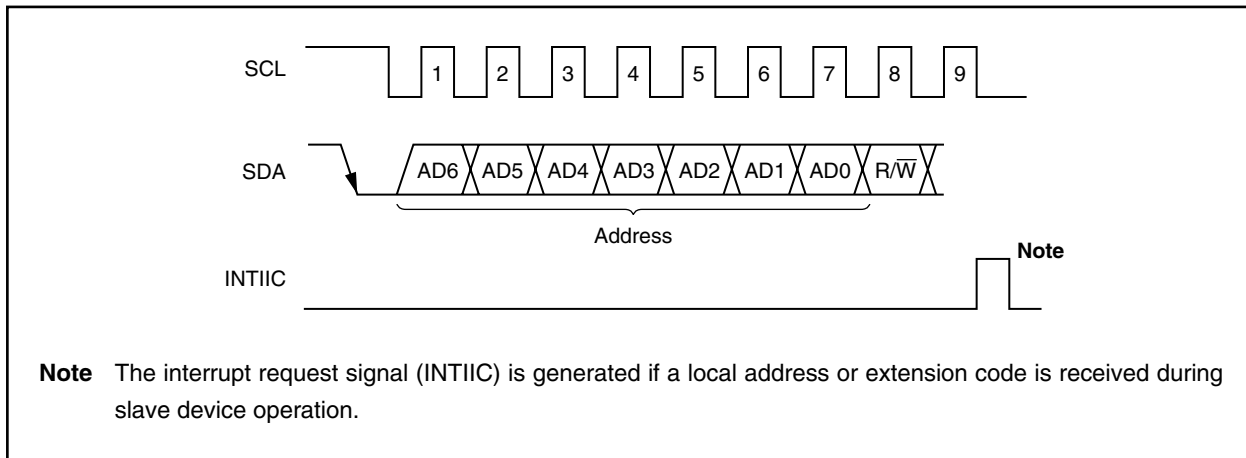 SCL
1 2 3 4 5 6 7 8 9
SDA
AD6 AD5 AD4 AD3 AD2 AD1 AD0 R/W̅
Address
Note
INTIIC
Note The interrupt request signal (INTIIC) is generated if a local address or extension code is received during
slave device operation.